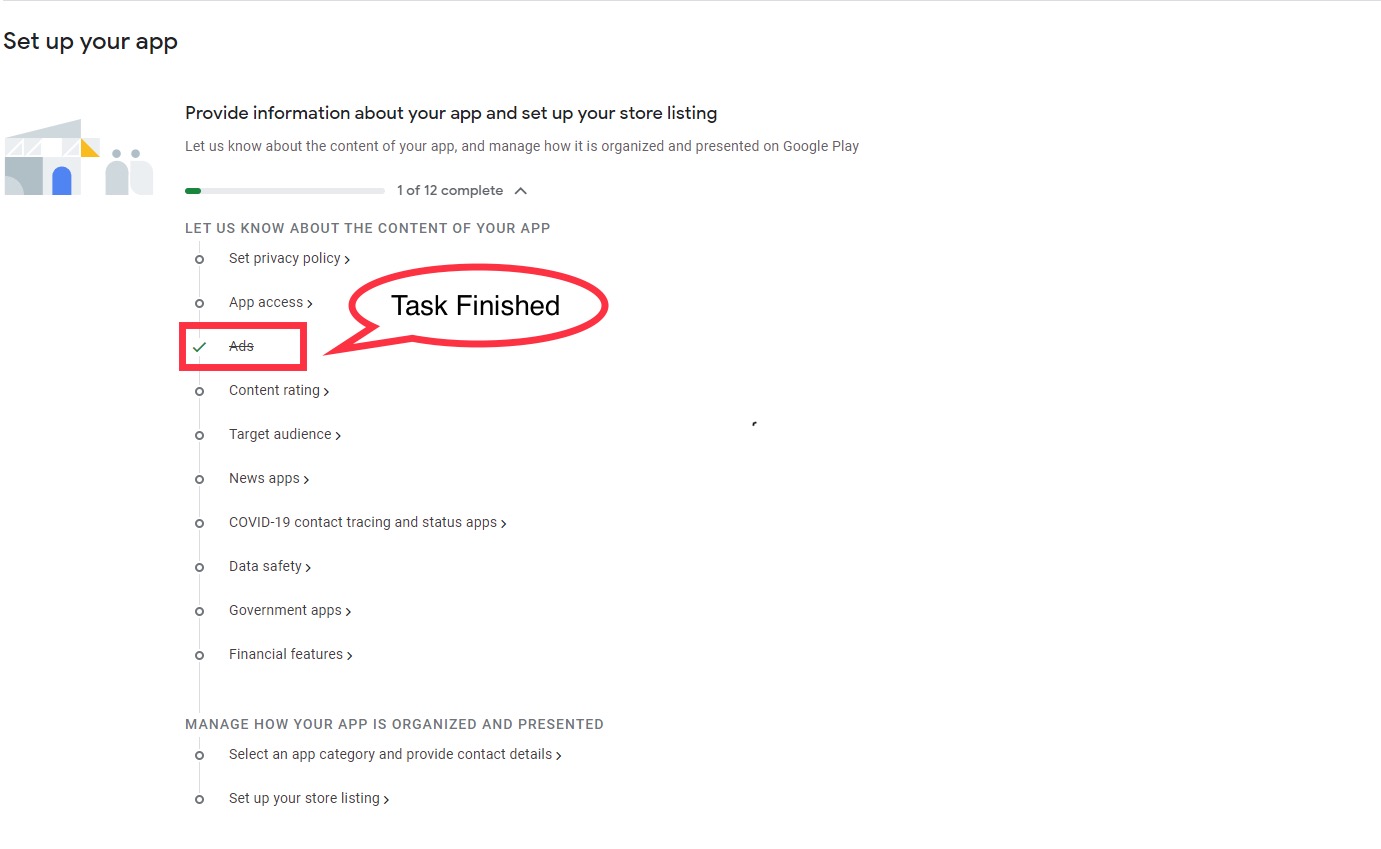 Set up your app
Provide information about your app and set up your store listing
Let us know about the content of your app, and manage how it is organized and presented on Google Play
1 of 12 complete
LET US KNOW ABOUT THE CONTENT OF YOUR APP
Set privacy policy
App access
Task Finished
Ads
Content rating
Target audience
News apps
COVID-19 contact tracing and status apps
Data safety
Government apps
Financial features
MANAGE HOW YOUR APP IS ORGANIZED AND PRESENTED
Select an app category and provide contact details
Set up your store listing